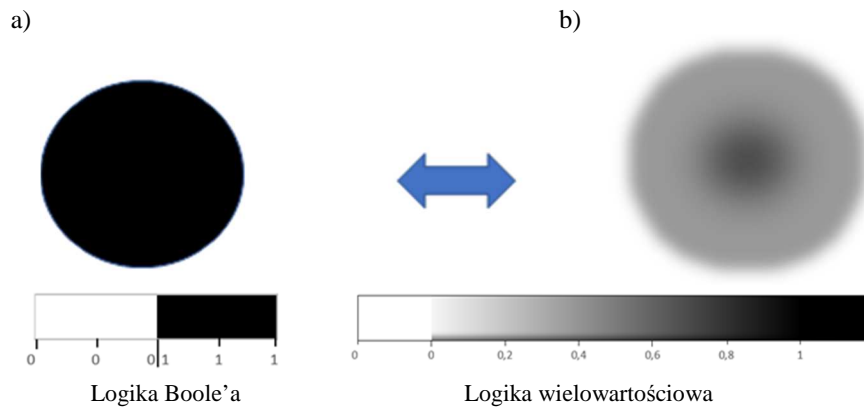 a) b)
0 0 0 1 1 1
0 0 0,2 0,4 0,6 0,8 1
Logika Boole’a Logika wielowartościowa